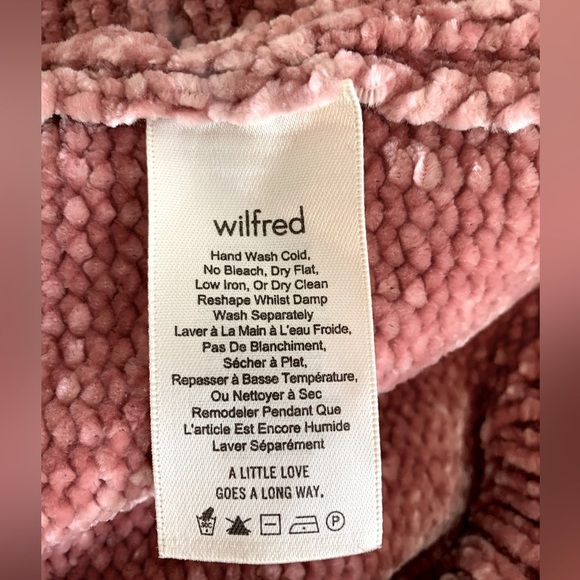 wilfred
Hand Wash Cold,
No Bleach, Dry Flat,
Low Iron, Or Dry Clean
Reshape Whilst Damp
Wash Separately
Laver à La Main à L'eau Froide,
Pas De Blanchiment,
Sécher à Plat,
Repasser à Basse Température,
Ou Nettoyer à Sec
Remodeler Pendant Que
L'article Est Encore Humide
Laver Séparément
A LITTLE LOVE
GOES A LONG WAY.
30C P